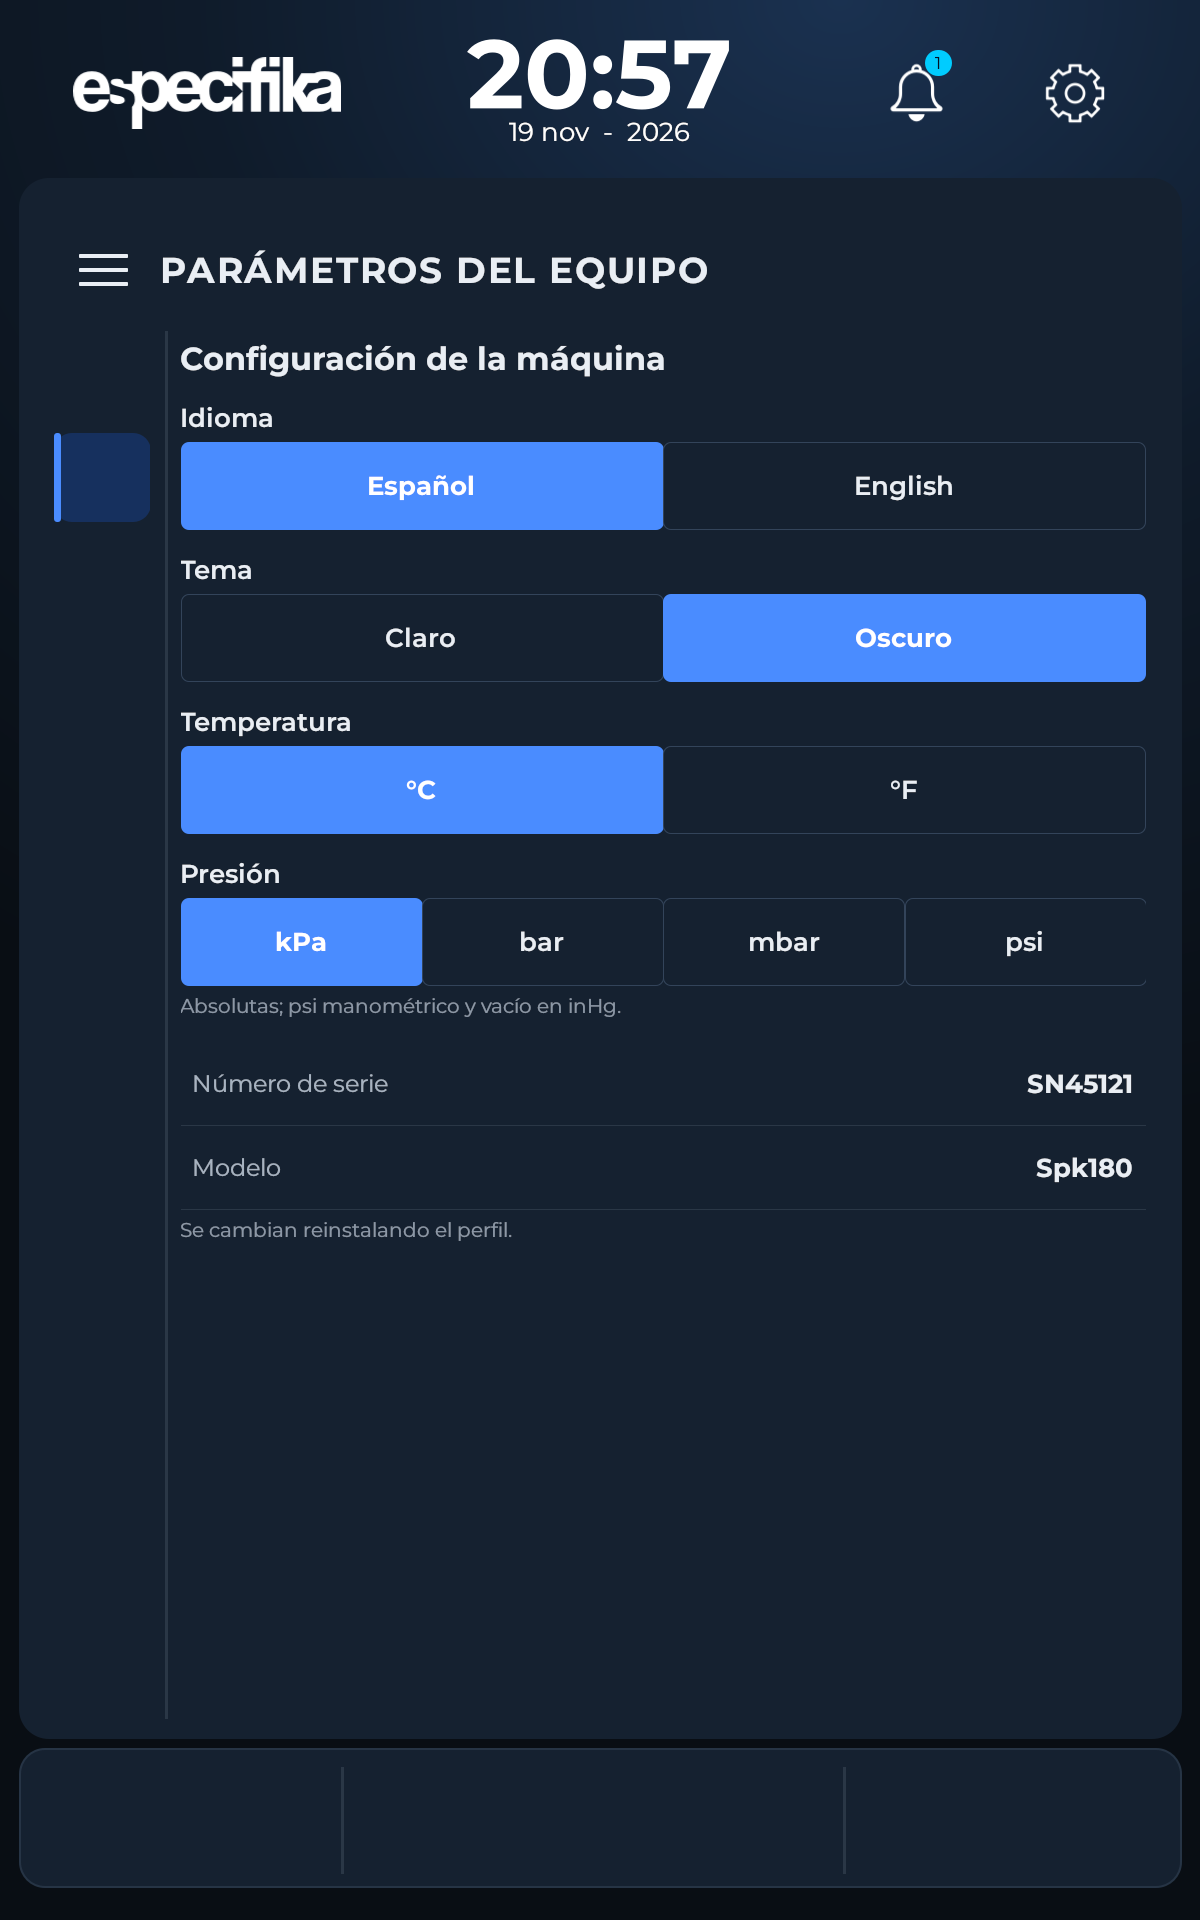 especifika
20:57
19 nov - 2026
1
PARÁMETROS DEL EQUIPO
Configuración de la máquina
Idioma
Español
English
Tema
Claro
Oscuro
Temperatura
°C
°F
Presión
kPa
bar
mbar
psi
Absolutas; psi manométrico y vacío en inHg.
Número de serie
SN45121
Modelo
Spk180
Se cambian reinstalando el perfil.